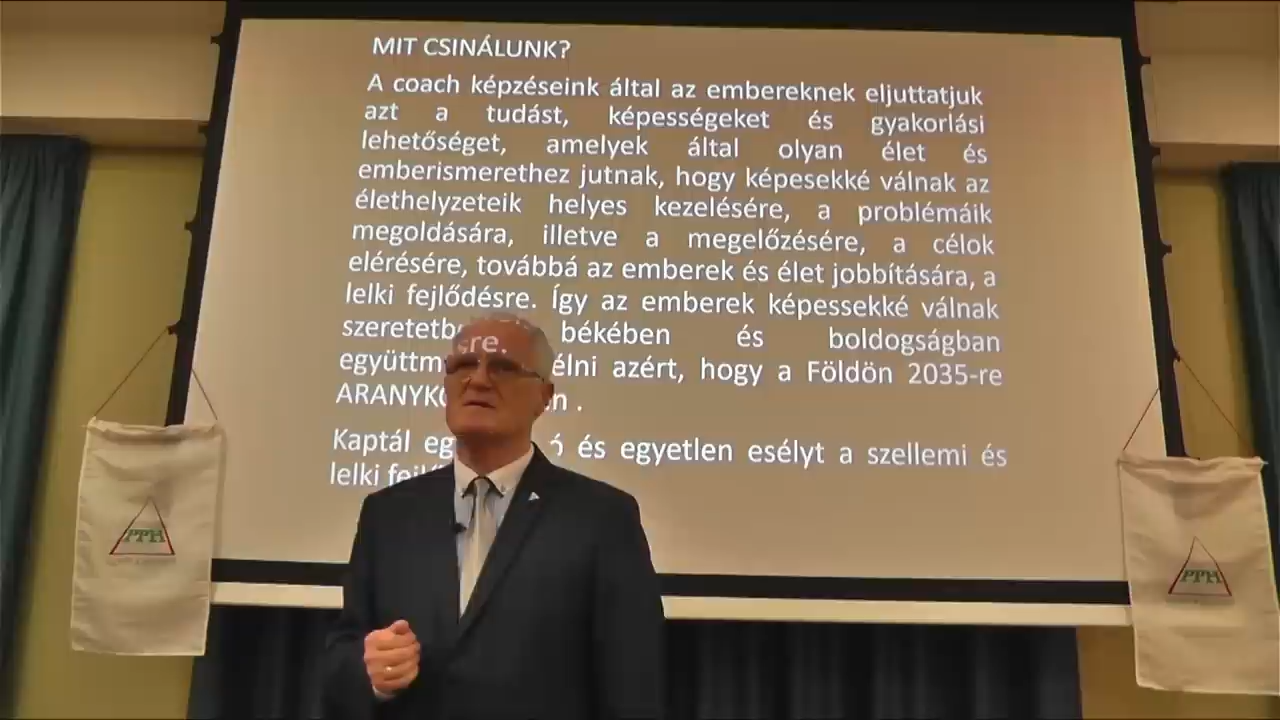 MIT CSINÁLUNK?
A coach képzéseink által az embereknek eljuttatjuk
azt a tudást, képességeket és gyakorlási
lehetőséget, amelyek által olyan élet és
emberismerethez jutnak, hogy képesekké válnak az
élethelyzeteik helyes kezelésére, a problémáik
megoldására, illetve a megelőzésére, a célok
elérésére, továbbá az emberek és élet jobbítására, a
lelki fejlődésre. Így az emberek képessekké válnak
békében és boldogságban
élni azért, hogy a Földön 2035-re
.
Kaptál és egyetlen esélyt a szellemi és
lelki
PPH
PPH